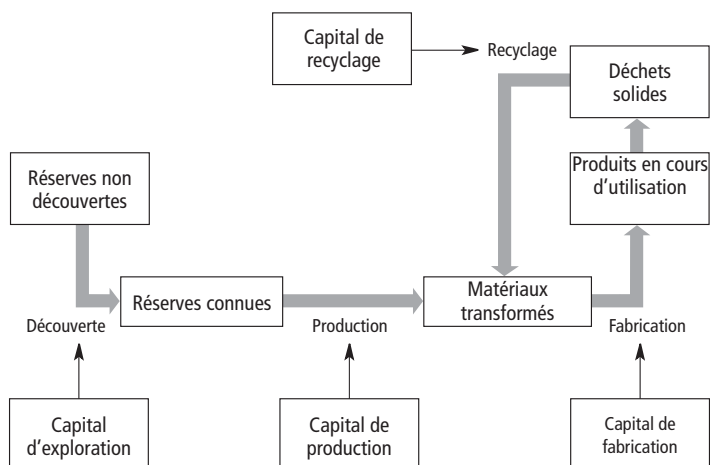 Capital de
recyclage
Recyclage
Déchets
solides
Réserves non
découvertes
Produits en cours
d’utilisation
Réserves connues
Matériaux
transformés
Découverte
Production
Fabrication
Capital
d’exploration
Capital de
production
Capital de
fabrication